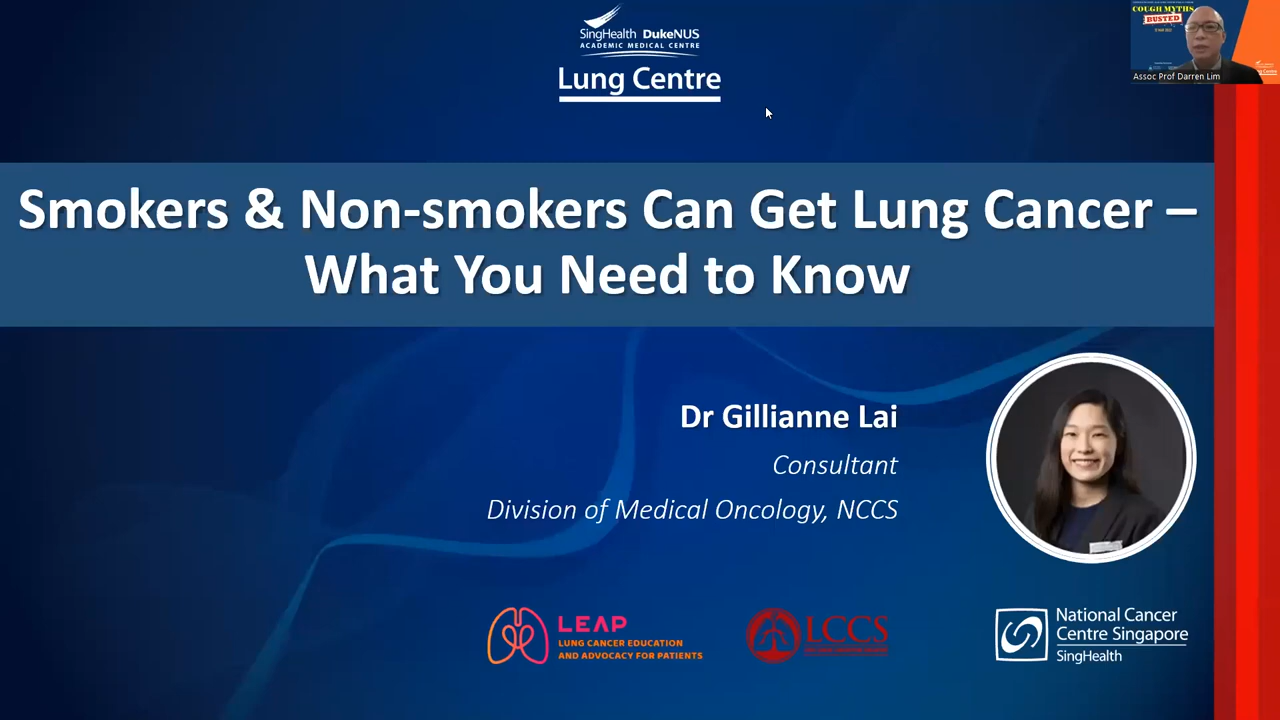 SingHealth DukeNUS
ACADEMIC MEDICAL CENTRE
Lung Centre
COUGH MYTHS
BUSTED
Assoc Prof Darren Lim
Smokers & Non-smokers Can Get Lung Cancer –
What You Need to Know
Dr Gillianne Lai
Consultant
Division of Medical Oncology, NCCS
LEAP
LUNG CANCER EDUCATION
AND ADVOCACY FOR PATIENTS
LCCS
National Cancer
Centre Singapore
SingHealth